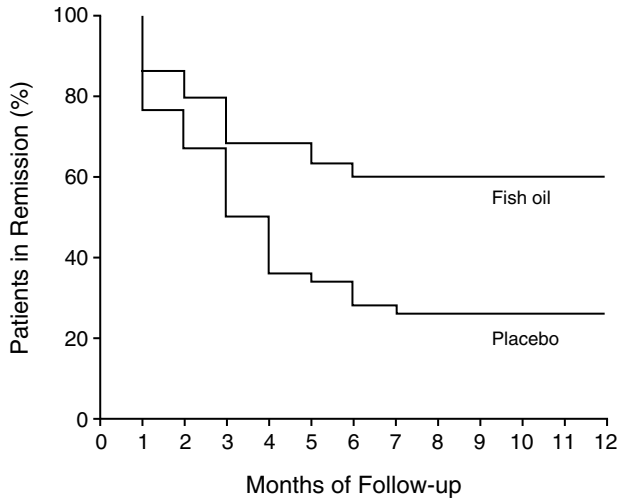 Patients in Remission (%)
100
80
60
40
20
0
Fish oil
Placebo
0 1 2 3 4 5 6 7 8 9 10 11 12
Months of Follow-up